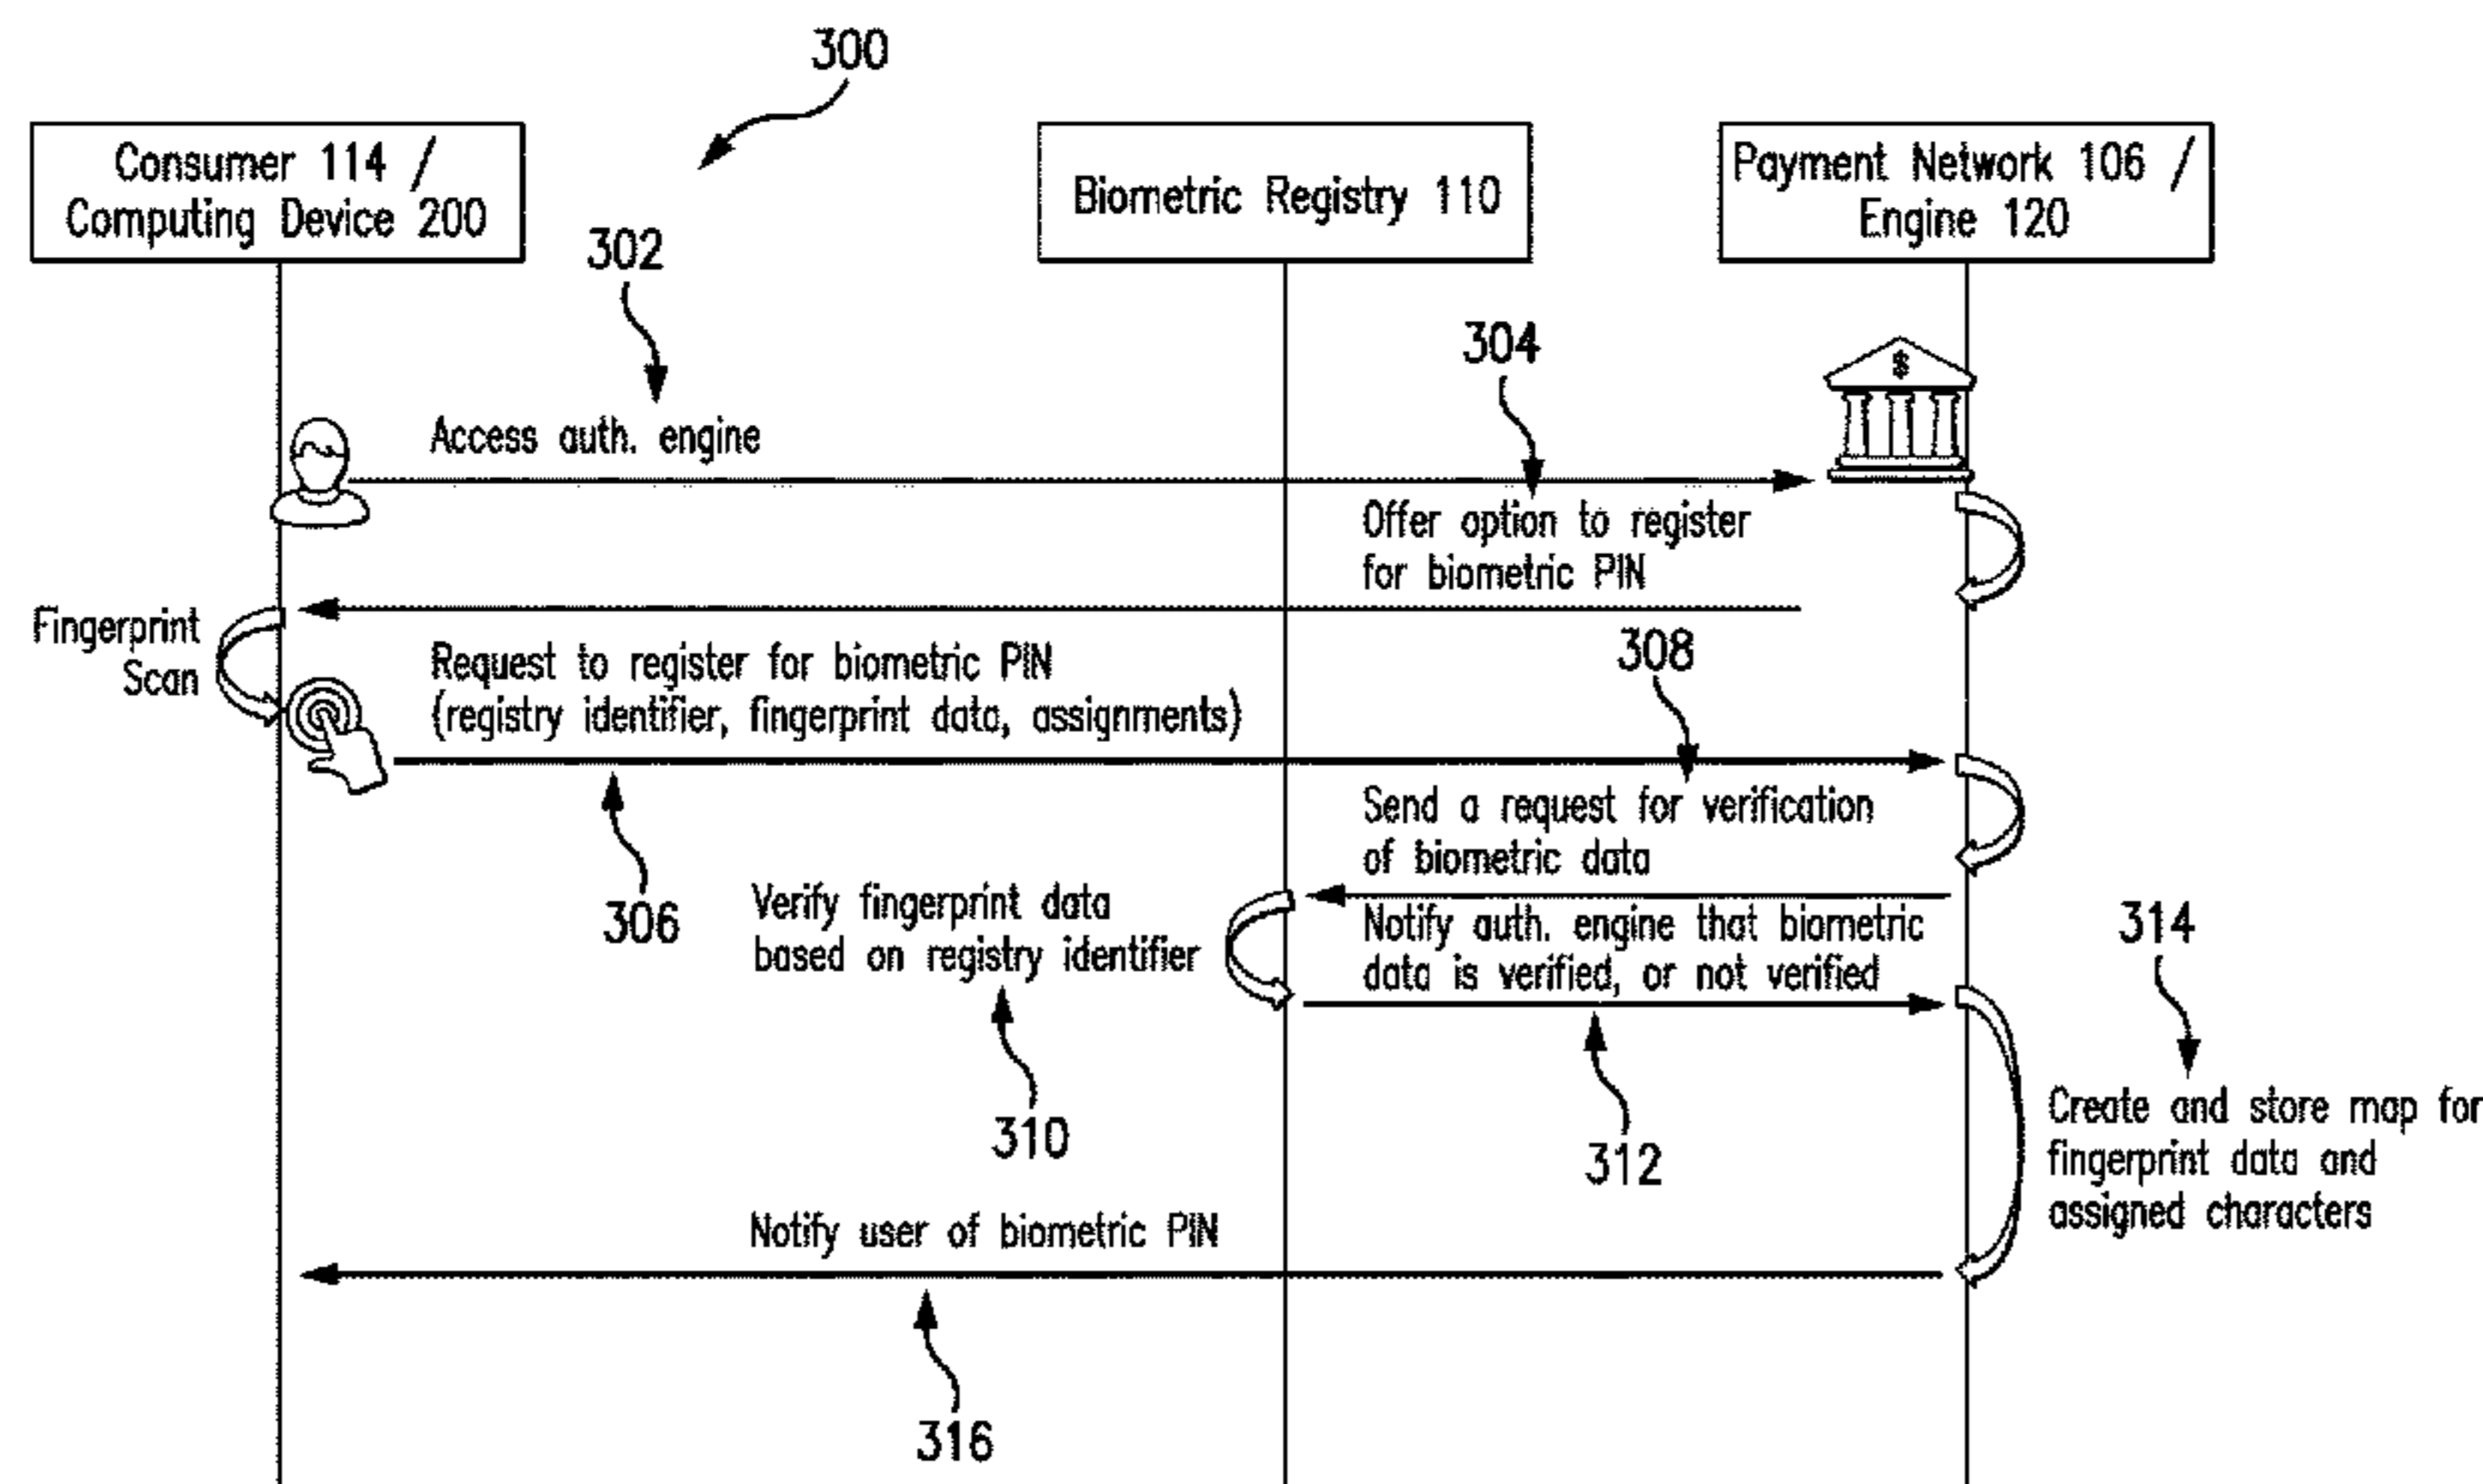 300
Consumer 114 /
Computing Device 200
Biometric Registry 110
Payment Network 106 /
Engine 120
302
304
$
Access auth. engine
Offer option to register
for biometric PIN
Fingerprint
Scan
308
Request to register for biometric PIN
(registry identifier, fingerprint data, assignments)
Send a request for verification
of biometric data
306
Verify fingerprint data
based on registry identifier
Notify auth. engine that biometric
data is verified, or not verified
314
310
312
Create and store map for
fingerprint data and
assigned characters
Notify user of biometric PIN
316